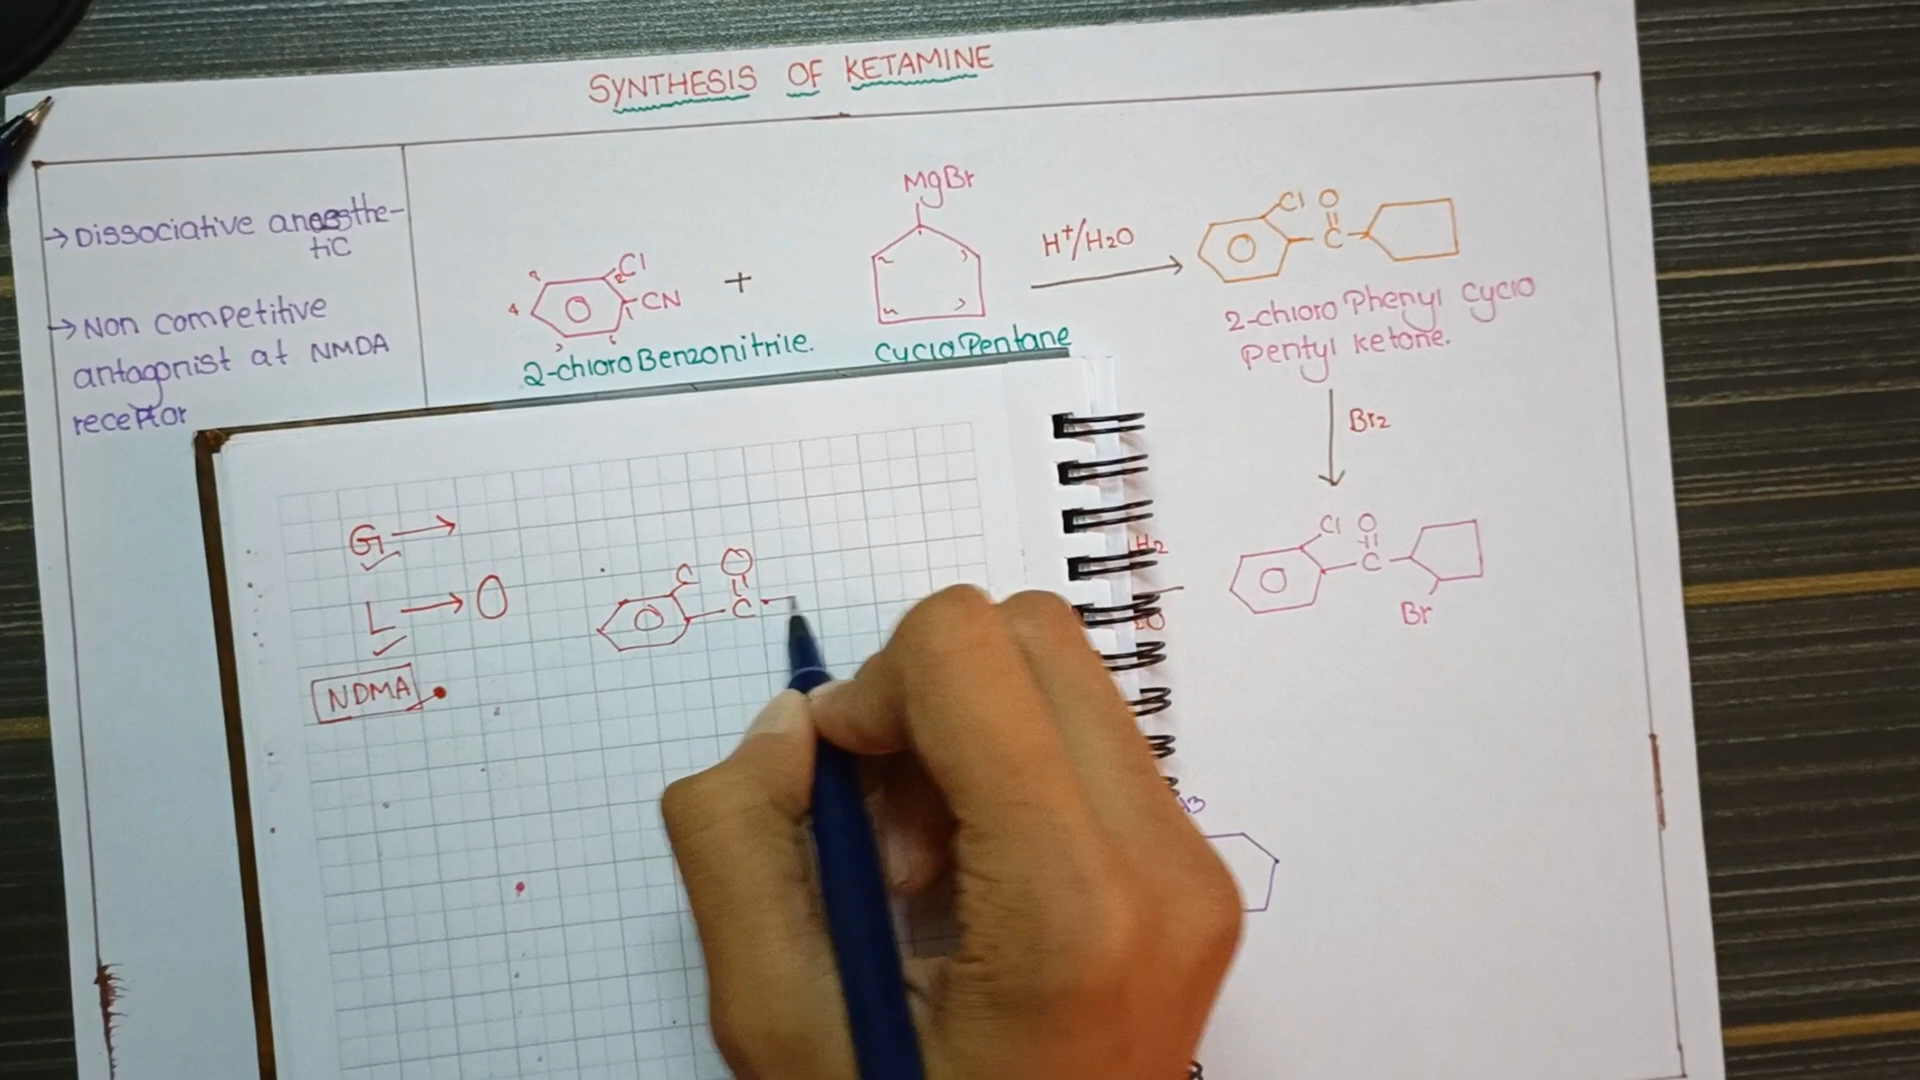 SYNTHESIS OF KETAMINE
→ Dissociative anaesthe-
tic
→ Non competitive
antagonist at NMDA
receptor
Cl
CN
2-chloro Benzonitrile.
+
MgBr
Cyclo Pentane
H+/H2O
Cl O
C
2-chloro Phenyl cyclo
pentyl ketone.
Br2
Cl O
C
Br
G →
L → O
NDMA
C O
C
H2